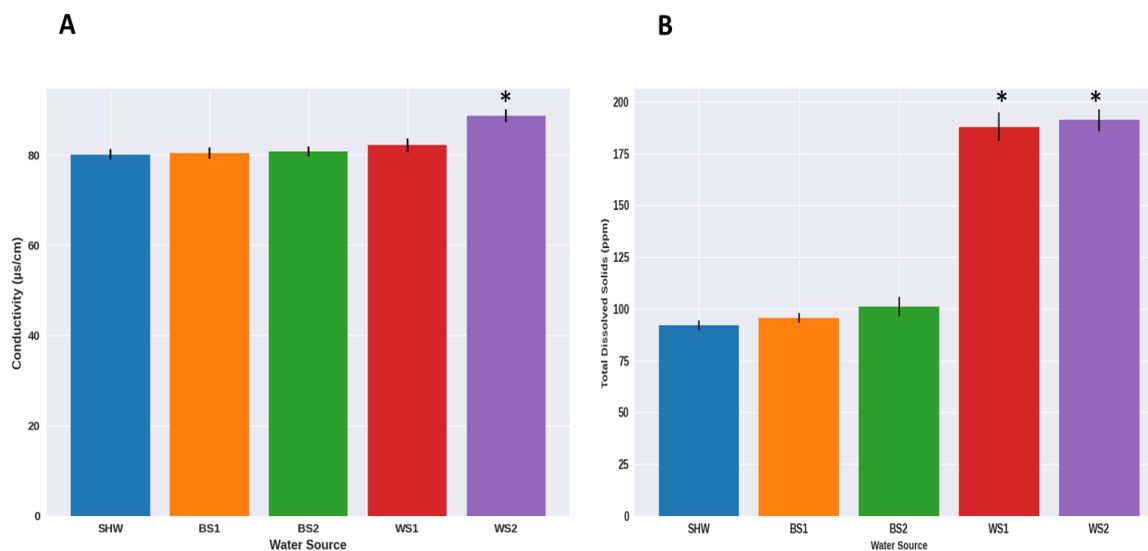 A
Conductivity (μs/cm)
80
60
40
20
0
*
SHW BS1 BS2 WS1 WS2
Water Source
B
Total Dissolved Solids (ppm)
200
175
150
125
100
75
50
25
0
* *
SHW BS1 BS2 WS1 WS2
Water Source